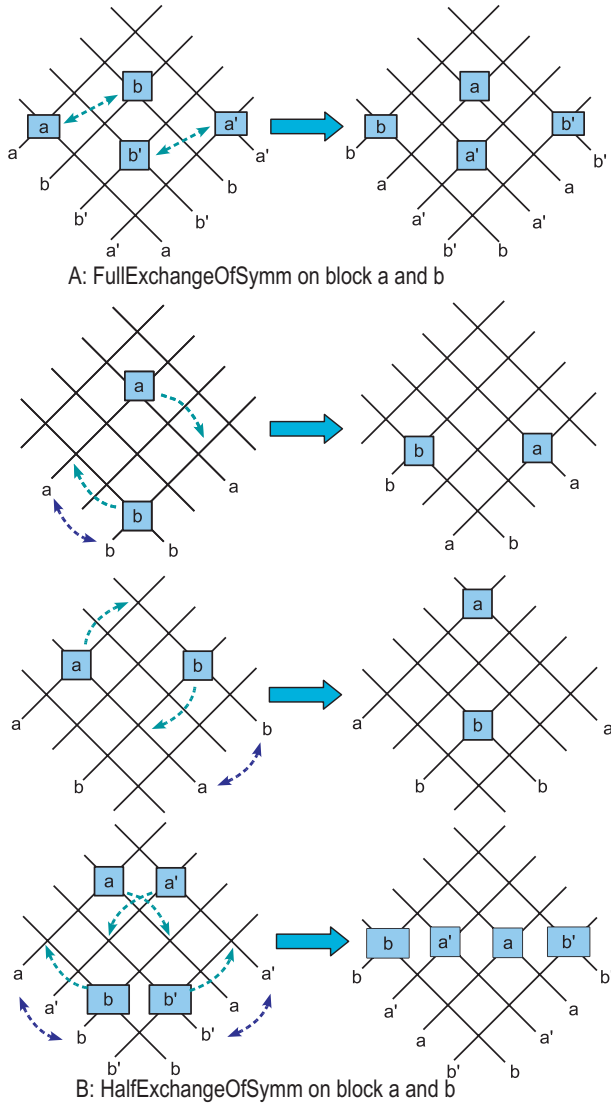 b a
a a' b b'
b' a'
a a' b b'
b b a a
b' b' a' a'
a' a b' b
A: FullExchangeOfSymm on block a and b
a
b a
a a b a
b
b b a b
a
a b
b
a b a a
b a b b
a a'
b a' a b'
a a' b b
b b'
a' a a' a
b b' a' a
b' b b' b
B: HalfExchangeOfSymm on block a and b